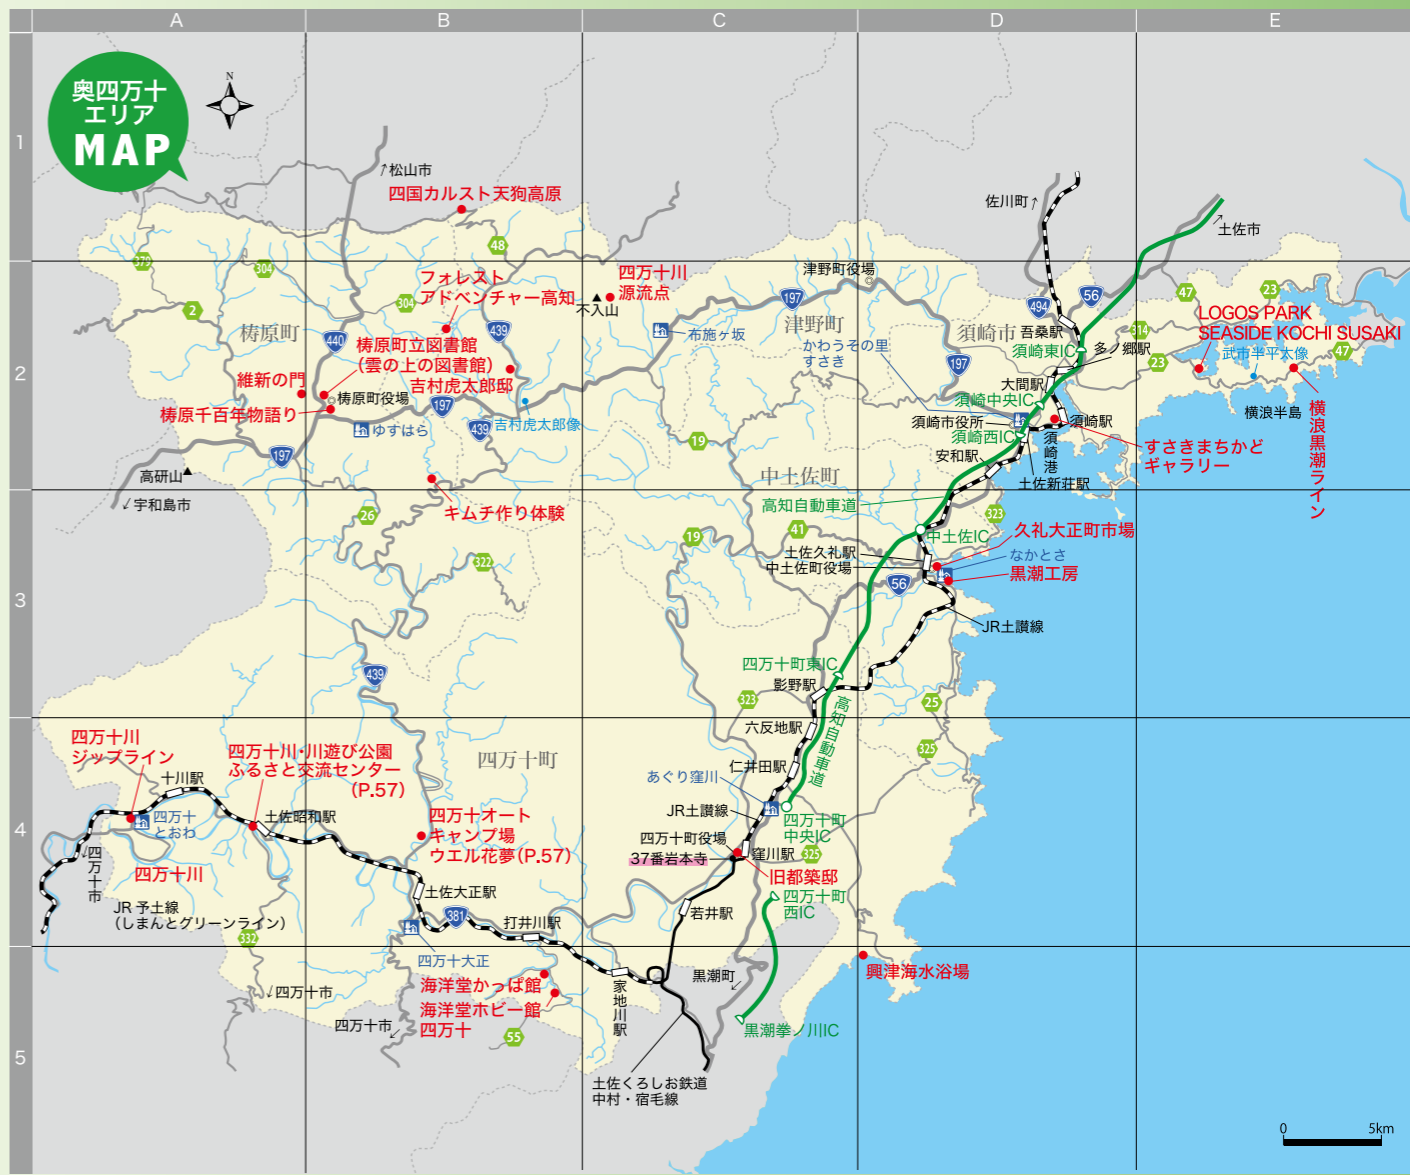 A
B
C
D
E
1
2
3
4
5
奥四万十
エリア
MAP
N
↗松山市
四国カルスト天狗高原
佐川町↗
↗土佐市
379
304
48
2
304
フォレスト
アドベンチャー高知
不入山
四万十川
源流点
津野町役場
197
494
56
47
23
LOGOS PARK
SEASIDE KOCHI SUSAKI
梼原町
440
439
布施ヶ坂
津野町
かわうその里
すさき
須崎市
吾桑駅
須崎東IC
多ノ郷駅
314
23
武市半平太像
47
梼原町立図書館
(雲の上の図書館)
吉村虎太郎邸
維新の門
梼原町役場
梼原千百年物語り
197
197
大間駅
須崎中央IC
横浪半島
横浪黒潮ライン
ゆすはら
439
吉村虎太郎像
19
須崎市役所
須崎西IC
須崎駅
須崎港
すさきまちかど
ギャラリー
197
安和駅
土佐新荘駅
高研山
↙宇和島市
キムチ作り体験
中土佐町
高知自動車道
26
322
19
41
323
中土佐IC
久礼大正町市場
土佐久礼駅
中土佐町役場
なかとさ
黒潮工房
56
JR土讃線
439
四万十町東IC
影野駅
323
25
高知自動車道
六反地駅
325
四万十川
ジップライン
四万十川・川遊び公園
ふるさと交流センター
(P.57)
四万十町
仁井田駅
十川駅
あぐり窪川
四万十
とおわ
土佐昭和駅
四万十オート
キャンプ場
ウエル花夢(P.57)
JR土讃線
四万十町
中央IC
四万十町役場
37番岩本寺
窪川駅
325
↙四万十市
四万十川
旧都築邸
土佐大正駅
四万十町
西IC
JR 予土線
(しまんとグリーンライン)
381
打井川駅
若井駅
332
四万十大正
海洋堂かっぱ館
黒潮町
↙
興津海水浴場
↙四万十市
海洋堂ホビー館
四万十
家地川駅
四万十市
↙
55
黒潮拳ノ川IC
土佐くろしお鉄道
中村・宿毛線
0
5km